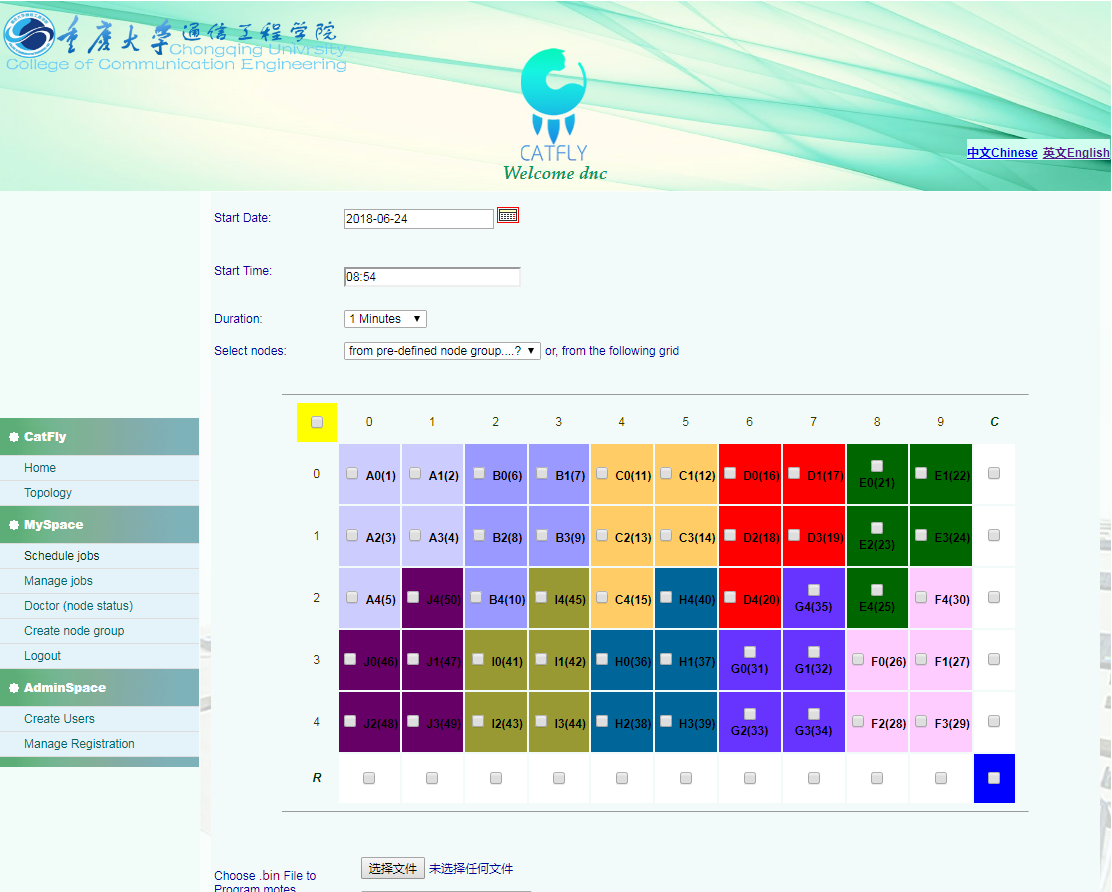 重庆大学通信工程学院
Chongqing Univrsity
College of Communication Engineering
CATFLY
Welcome dnc
中文Chinese 英文English
CatFly
Home
Topology
MySpace
Schedule jobs
Manage jobs
Doctor (node status)
Create node group
Logout
AdminSpace
Create Users
Manage Registration
Start Date: 2018-06-24
Start Time: 08:54
Duration: 1 Minutes
Select nodes: from pre-defined node group....? or, from the following grid
0 1 2 3 4 5 6 7 8 9 C
0 A0(1) A1(2) B0(6) B1(7) C0(11) C1(12) D0(16) D1(17) E0(21) E1(22)
1 A2(3) A3(4) B2(8) B3(9) C2(13) C3(14) D2(18) D3(19) E2(23) E3(24)
2 A4(5) J4(50) B4(10) I4(45) C4(15) H4(40) D4(20) G4(35) E4(25) F4(30)
3 J0(46) J1(47) I0(41) I1(42) H0(36) H1(37) G0(31) G1(32) F0(26) F1(27)
4 J2(48) J3(49) I2(43) I3(44) H2(38) H3(39) G2(33) G3(34) F2(28) F3(29)
R
Choose .bin File to 选择文件 未选择任何文件
Program motes